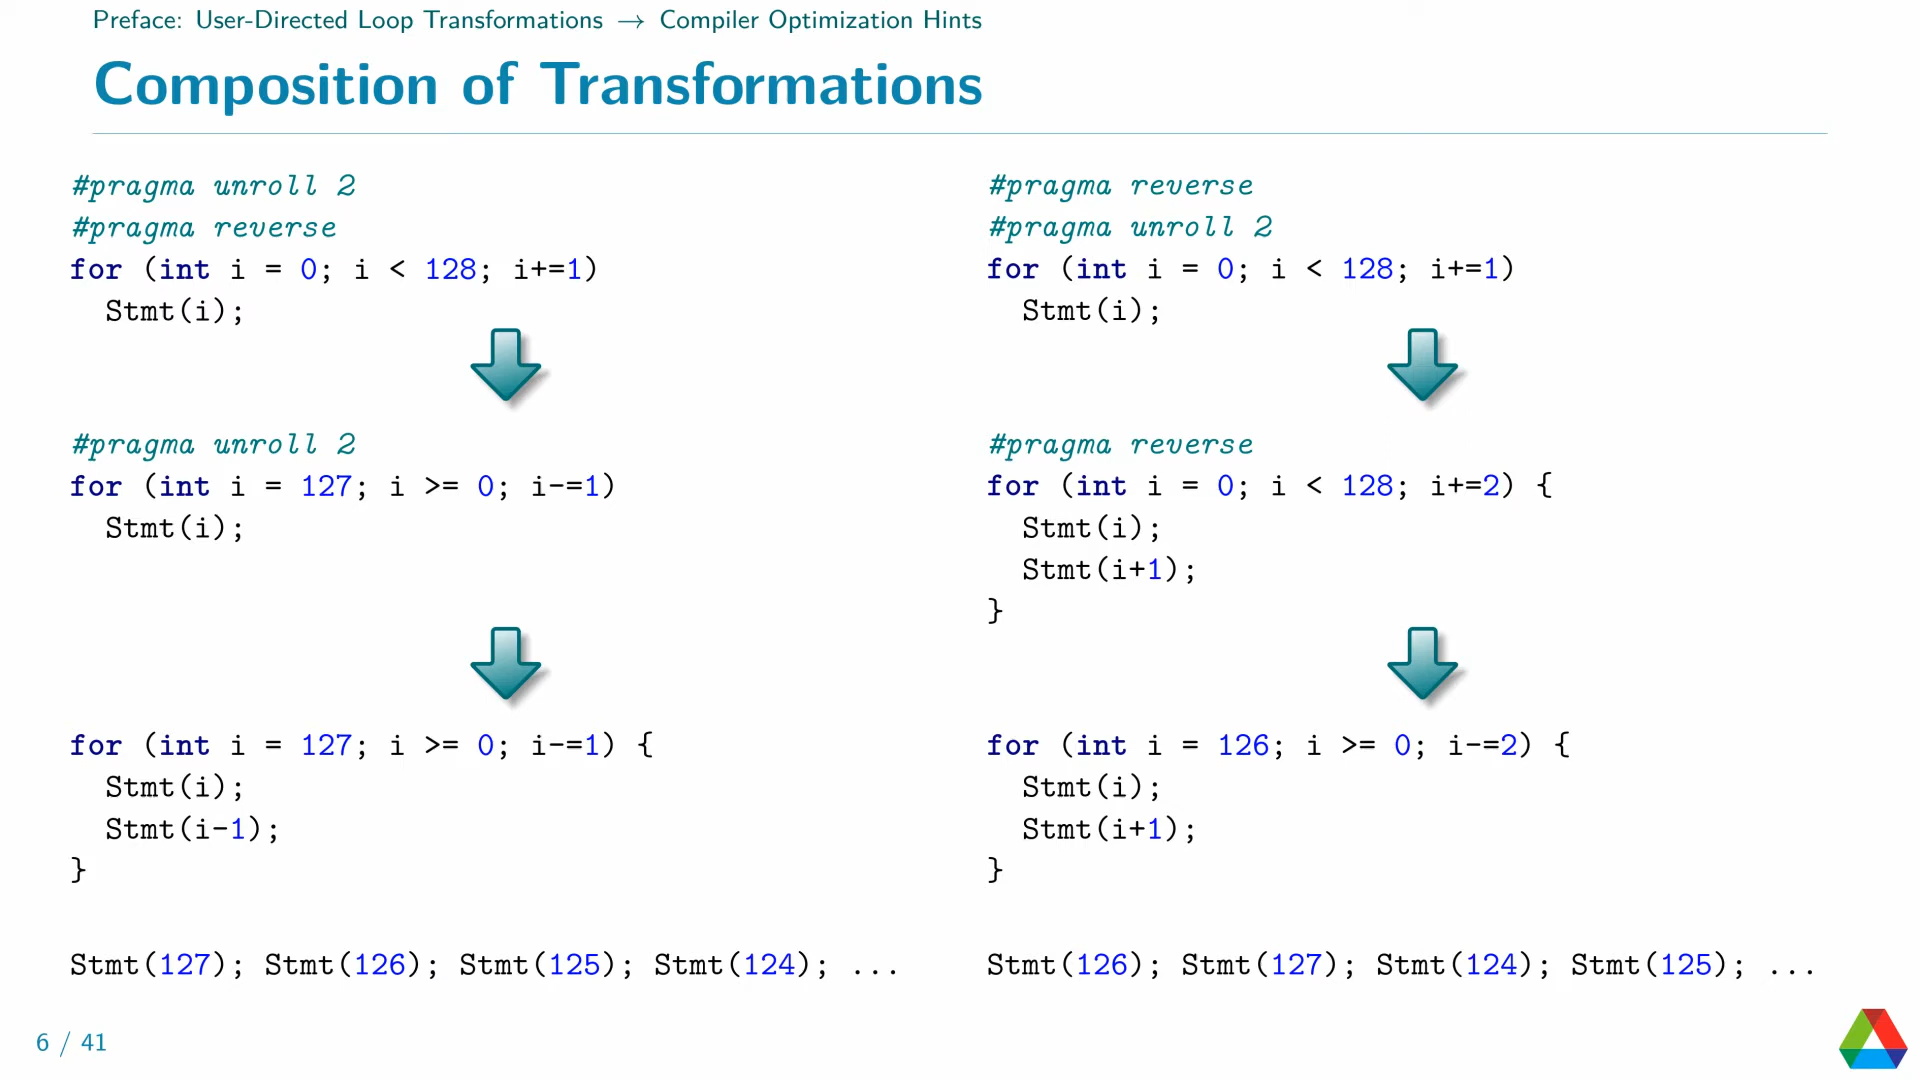 Preface: User-Directed Loop Transformations → Compiler Optimization Hints
Composition of Transformations
#pragma unroll 2
#pragma reverse
for (int i = 0; i < 128; i+=1)
  Stmt(i);
#pragma unroll 2
for (int i = 127; i >= 0; i-=1)
  Stmt(i);
for (int i = 127; i >= 0; i-=1) {
  Stmt(i);
  Stmt(i-1);
}
Stmt(127); Stmt(126); Stmt(125); Stmt(124); ...
#pragma reverse
#pragma unroll 2
for (int i = 0; i < 128; i+=1)
  Stmt(i);
#pragma reverse
for (int i = 0; i < 128; i+=2) {
  Stmt(i);
  Stmt(i+1);
}
for (int i = 126; i >= 0; i-=2) {
  Stmt(i);
  Stmt(i+1);
}
Stmt(126); Stmt(127); Stmt(124); Stmt(125); ...
6 / 41